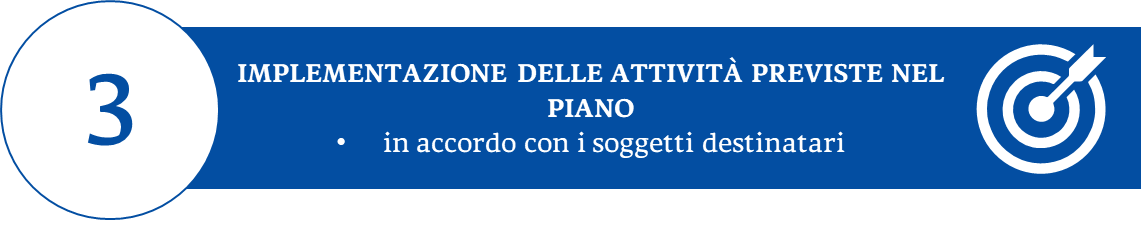 3
IMPLEMENTAZIONE DELLE ATTIVITÀ PREVISTE NEL
PIANO
• in accordo con i soggetti destinatari